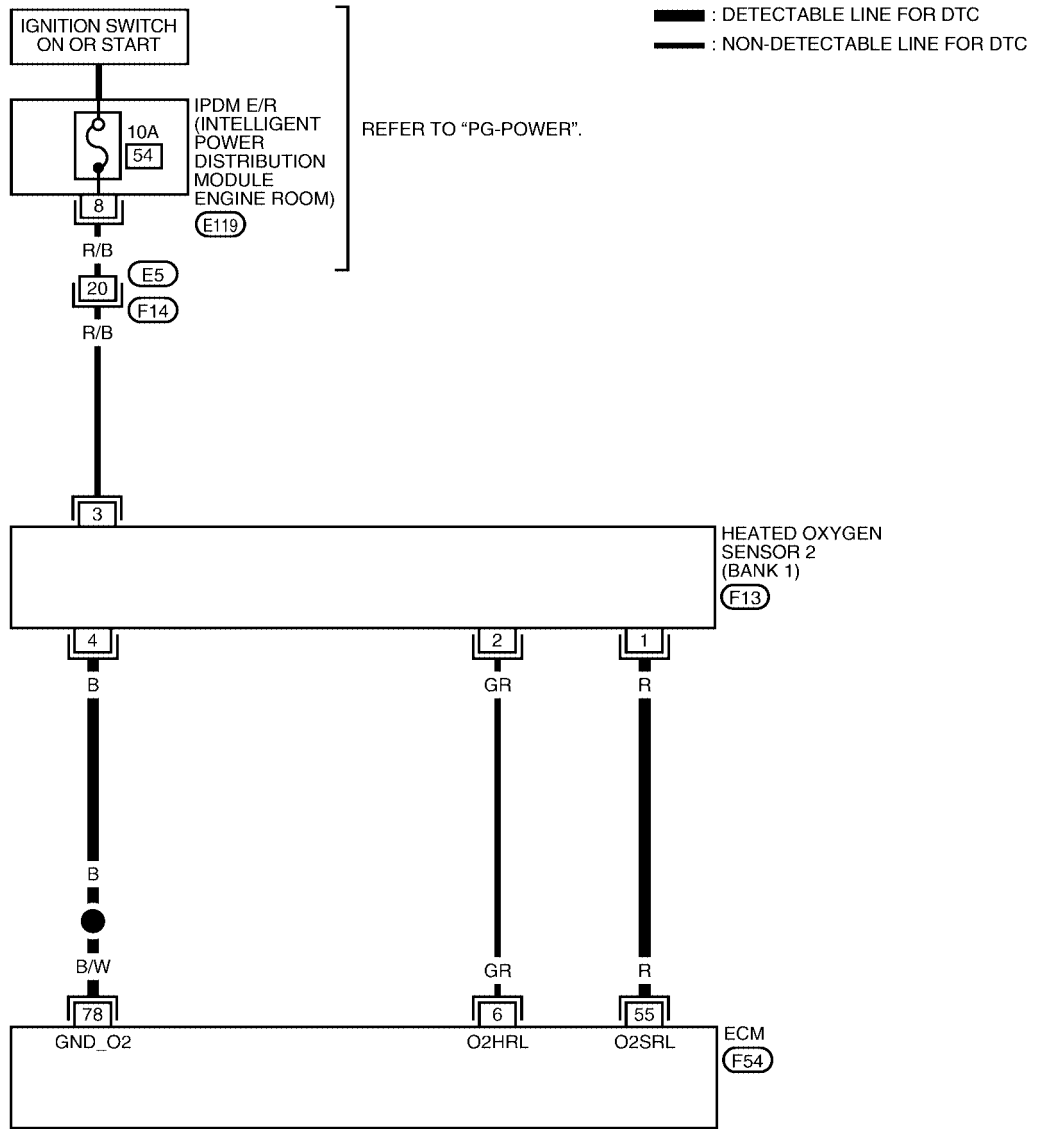 IGNITION SWITCH
ON OR START
: DETECTABLE LINE FOR DTC
: NON-DETECTABLE LINE FOR DTC
10A
54
IPDM E/R
(INTELLIGENT
POWER
DISTRIBUTION
MODULE
ENGINE ROOM)
E119
REFER TO “PG-POWER”.
8
R/B
E5
20
F14
R/B
3
HEATED OXYGEN
SENSOR 2
(BANK 1)
F13
4
2
1
B
GR
R
B
B/W
GR
R
78
6
55
GND_O2
O2HRL
O2SRL
ECM
F54